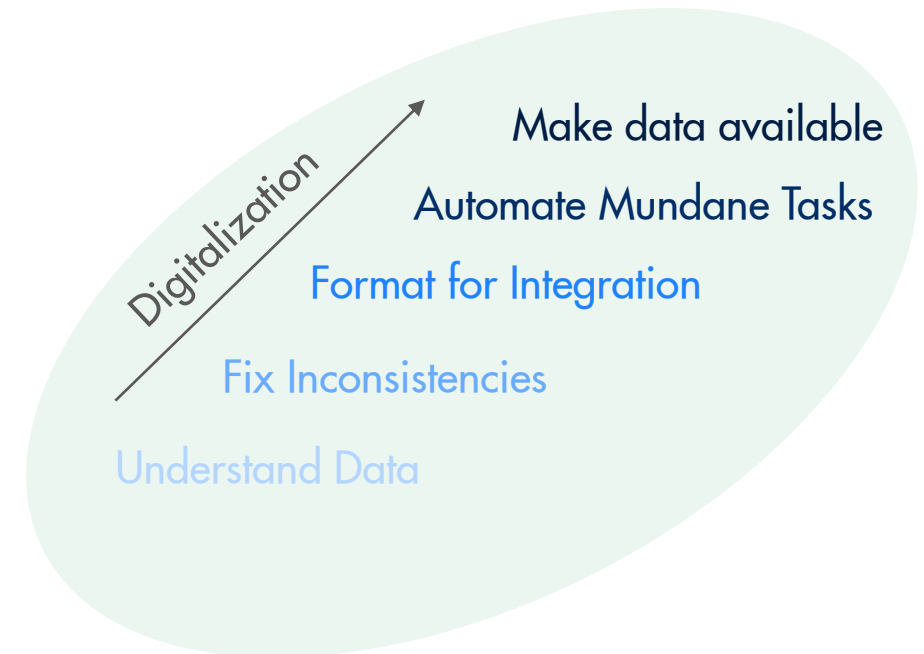 Make data available
Digitalization
Automate Mundane Tasks
Format for Integration
Fix Inconsistencies
Understand Data